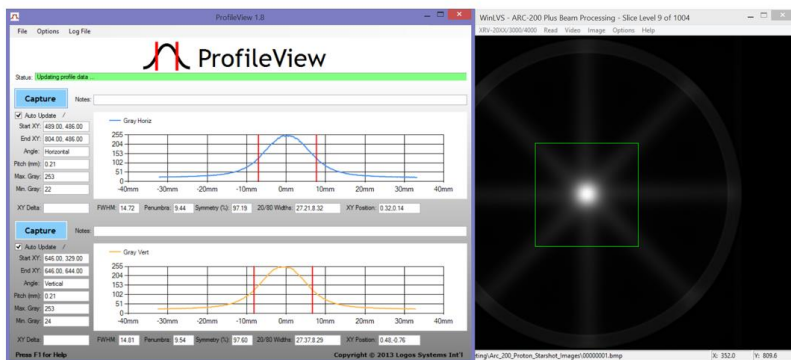 ProfileView 1.0
File Options Log File
ProfileView
Status: Updating profile data ...
Capture Notes:
Auto Update /
Start XY: 489.00, 486.00
End XY: 804.00, 486.00
Angle: Horizontal
Pitch (mm): 0.21
Max. Gray: 253
Min. Gray: 22
Gray Horiz
255
204
153
102
51
0
-40mm -30mm -20mm -10mm 0mm 10mm 20mm 30mm 40mm
XY Delta: FWHM: 14.72 Penumbra: 9.44 Symmetry (%): 97.19 20/80 Widths: 27.21,8.32 XY Position: 0.32,0.14
Capture Notes:
Auto Update /
Start XY: 646.00, 329.00
End XY: 646.00, 644.00
Angle: Vertical
Pitch (mm): 0.21
Max. Gray: 253
Min. Gray: 24
Gray Vert
255
204
153
102
51
0
-40mm -30mm -20mm -10mm 0mm 10mm 20mm 30mm 40mm
XY Delta: FWHM: 14.81 Penumbra: 9.54 Symmetry (%): 97.60 20/80 Widths: 27.37,8.29 XY Position: 0.48,-0.76
Press F1 for Help Copyright © 2013 Logos Systems Int'l
WinLVS - ARC-200 Plus Beam Processing - Slice Level 9 of 1004
XRV-20XX/3000/4000 Read Video Image Options Help
ting\Arc_200_Proton_Starshot_Images\00000001.bmp X: 352.0 Y: 809.6